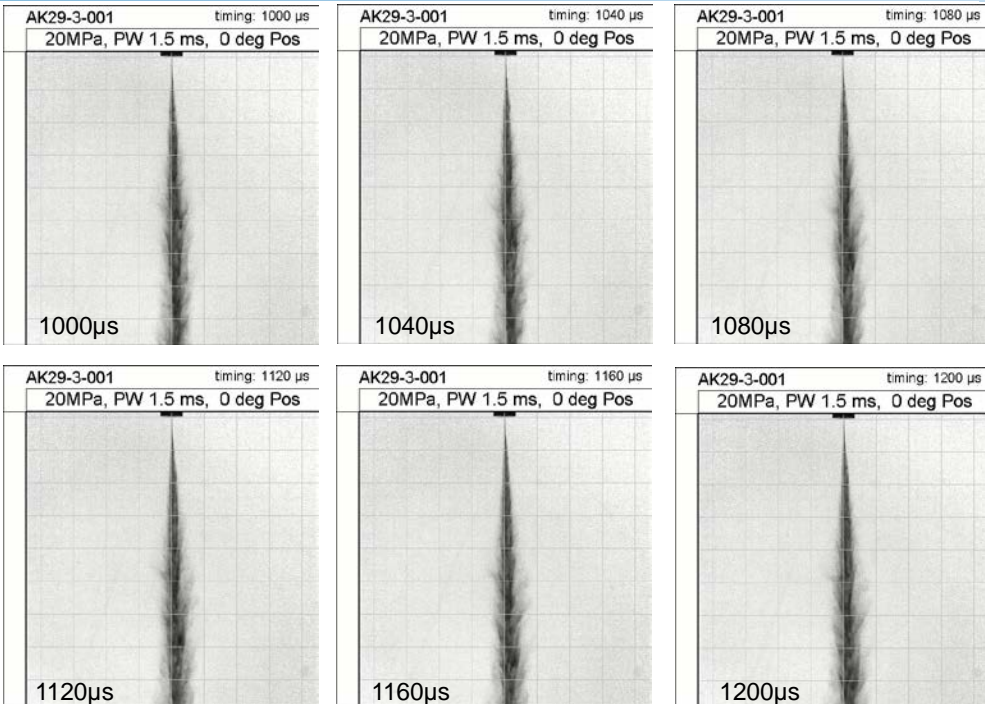 AK29-3-001 timing: 1000 µs
20MPa, PW 1.5 ms, 0 deg Pos
1000µs
AK29-3-001 timing: 1040 µs
20MPa, PW 1.5 ms, 0 deg Pos
1040µs
AK29-3-001 timing: 1080 µs
20MPa, PW 1.5 ms, 0 deg Pos
1080µs
AK29-3-001 timing: 1120 µs
20MPa, PW 1.5 ms, 0 deg Pos
1120µs
AK29-3-001 timing: 1160 µs
20MPa, PW 1.5 ms, 0 deg Pos
1160µs
AK29-3-001 timing: 1200 µs
20MPa, PW 1.5 ms, 0 deg Pos
1200µs